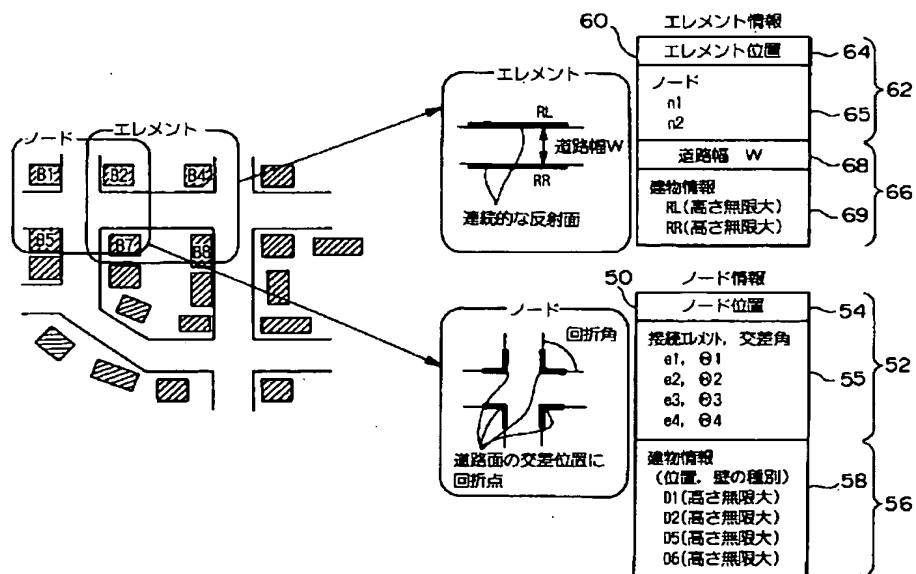 ノード
エレメント
B1
B2
B4
B5
B7
B8
エレメント
RL
道路幅W
RR
連続的な反射面
60
エレメント情報
エレメント位置
64
ノード
n1
n2
65
62
道路幅 W
68
建物情報
RL(高さ無限大)
RR(高さ無限大)
69
66
ノード
回折角
道路面の交差位置に
回折点
50
ノード情報
ノード位置
54
接続エレメント, 交差角
e1, Θ1
e2, Θ2
e3, Θ3
e4, Θ4
55
52
建物情報
(位置, 壁の種別)
D1(高さ無限大)
D2(高さ無限大)
D5(高さ無限大)
D6(高さ無限大)
58
56